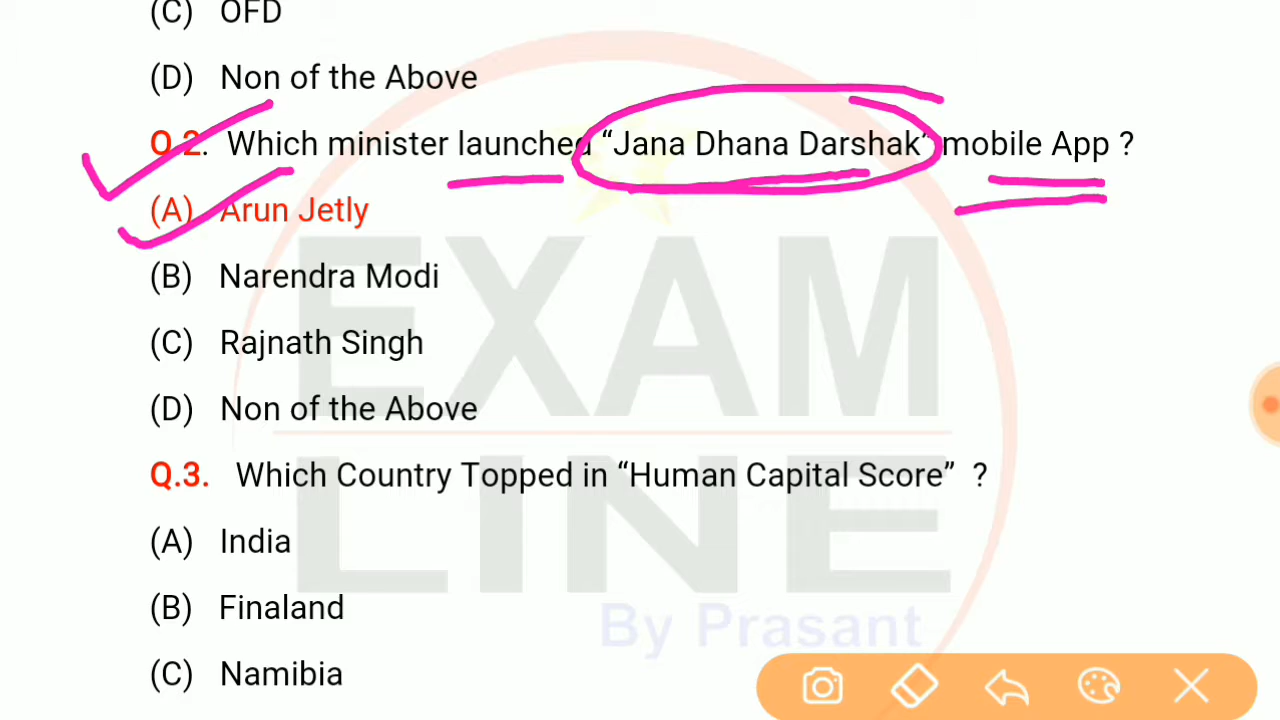 (C) OFD
(D) Non of the Above
Q.2. Which minister launched “Jana Dhana Darshak” mobile App ?
(A) Arun Jetly
(B) Narendra Modi
(C) Rajnath Singh
(D) Non of the Above
Q.3. Which Country Topped in “Human Capital Score” ?
(A) India
(B) Finaland
(C) Namibia
EXAM
LINE
By Prasant